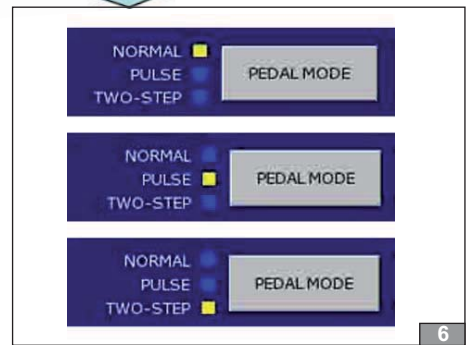 NORMAL
PULSE PEDAL MODE
TWO-STEP
NORMAL
PULSE PEDAL MODE
TWO-STEP
NORMAL
PULSE PEDAL MODE
TWO-STEP
6